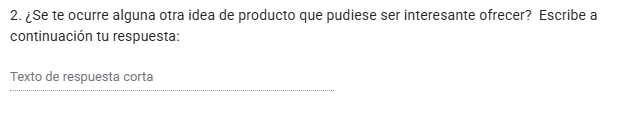 2. ¿Se te ocurre alguna otra idea de producto que pudiese ser interesante ofrecer?  Escribe a
continuación tu respuesta:
Texto de respuesta corta